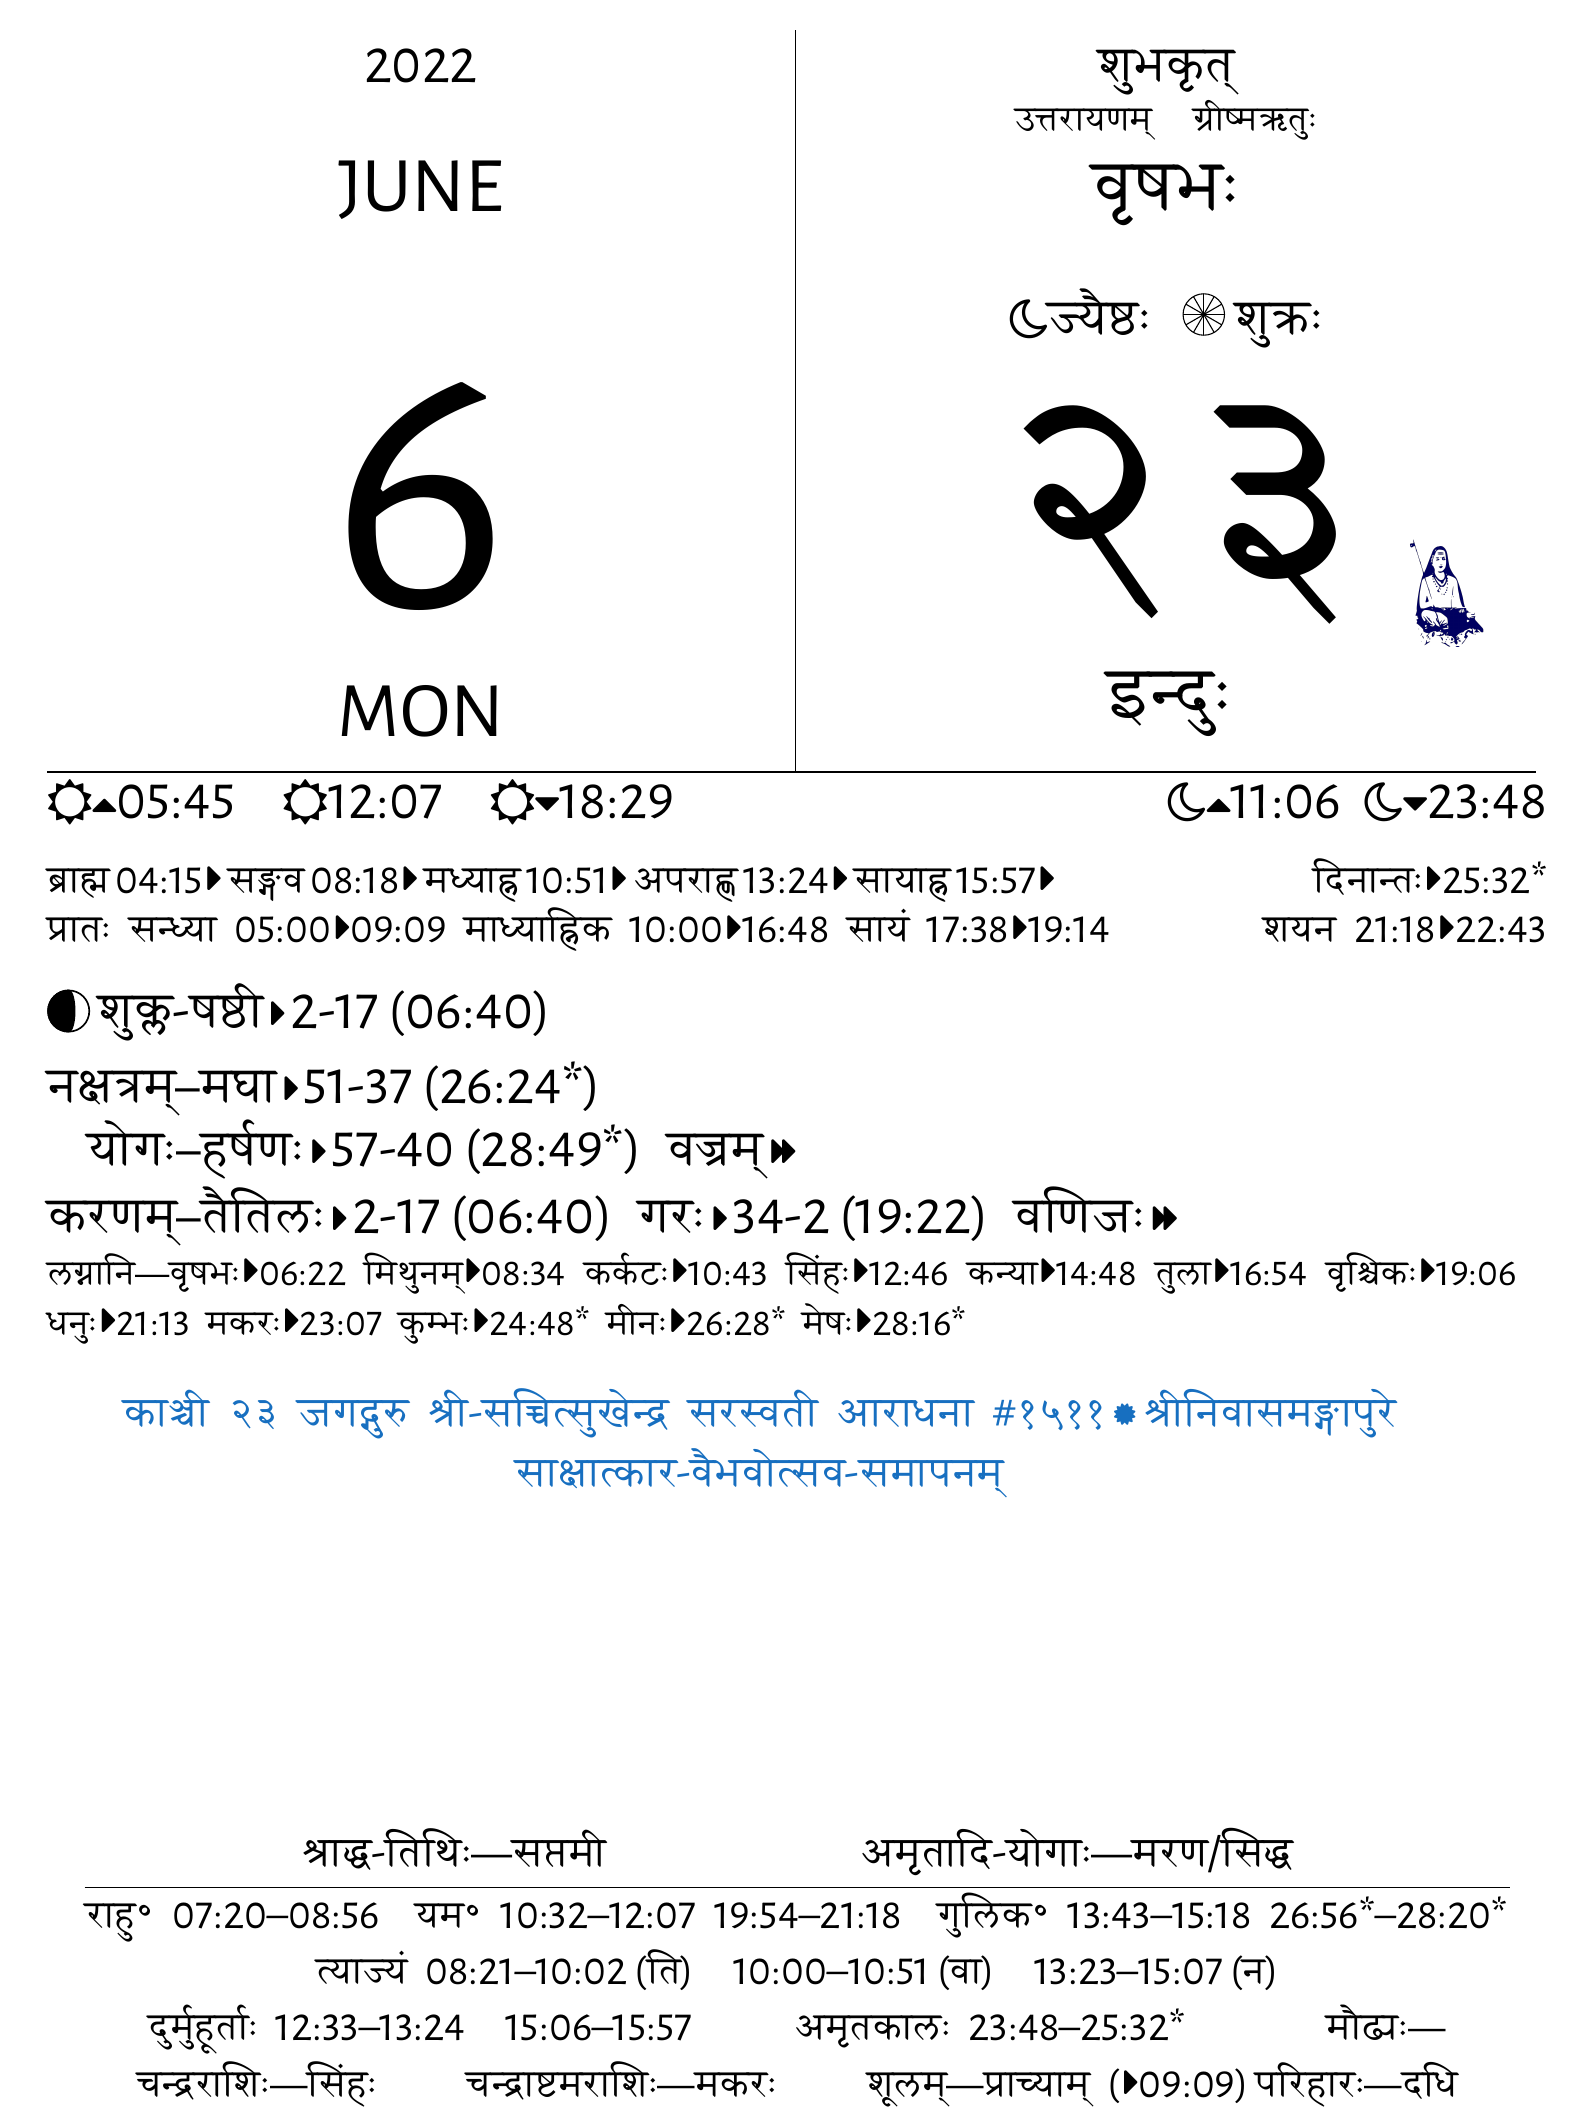 2022
JUNE
6
MON
शुभकृत्
उत्तरायणम् ग्रीष्मऋतुः
वृषभः
ज्यैष्ठः शुक्रः
२३
इन्दुः
05:45 12:07 18:29 11:06 23:48
ब्राह्म 04:15 सङ्गव 08:18 मध्याह्न 10:51 अपराह्ण 13:24 सायाह्न 15:57 दिनान्तः 25:32*
प्रातः सन्ध्या 05:00 09:09 माध्याह्निक 10:00 16:48 सायं 17:38 19:14 शयन 21:18 22:43
शुक्ल-षष्ठी 2-17 (06:40)
नक्षत्रम्–मघा 51-37 (26:24*)
योगः–हर्षणः 57-40 (28:49*) वज्रम्
करणम्–तैतिलः 2-17 (06:40) गरः 34-2 (19:22) वणिजः
लग्नानि—वृषभः 06:22 मिथुनम् 08:34 कर्कटः 10:43 सिंहः 12:46 कन्या 14:48 तुला 16:54 वृश्चिकः 19:06
धनुः 21:13 मकरः 23:07 कुम्भः 24:48* मीनः 26:28* मेषः 28:16*
काञ्ची २३ जगद्गुरु श्री-सच्चित्सुखेन्द्र सरस्वती आराधना #१५११ श्रीनिवासमङ्गापुरे
साक्षात्कार-वैभवोत्सव-समापनम्
श्राद्ध-तिथिः—सप्तमी अमृतादि-योगाः—मरण/सिद्ध
राहु॰ 07:20–08:56 यम॰ 10:32–12:07 19:54–21:18 गुलिक॰ 13:43–15:18 26:56*–28:20*
त्याज्यं 08:21–10:02 (ति) 10:00–10:51 (वा) 13:23–15:07 (न)
दुर्मुहूर्ताः 12:33–13:24 15:06–15:57 अमृतकालः 23:48–25:32* मौढ्यः—
चन्द्रराशिः—सिंहः चन्द्राष्टमराशिः—मकरः शूलम्—प्राच्याम् (09:09) परिहारः—दधि